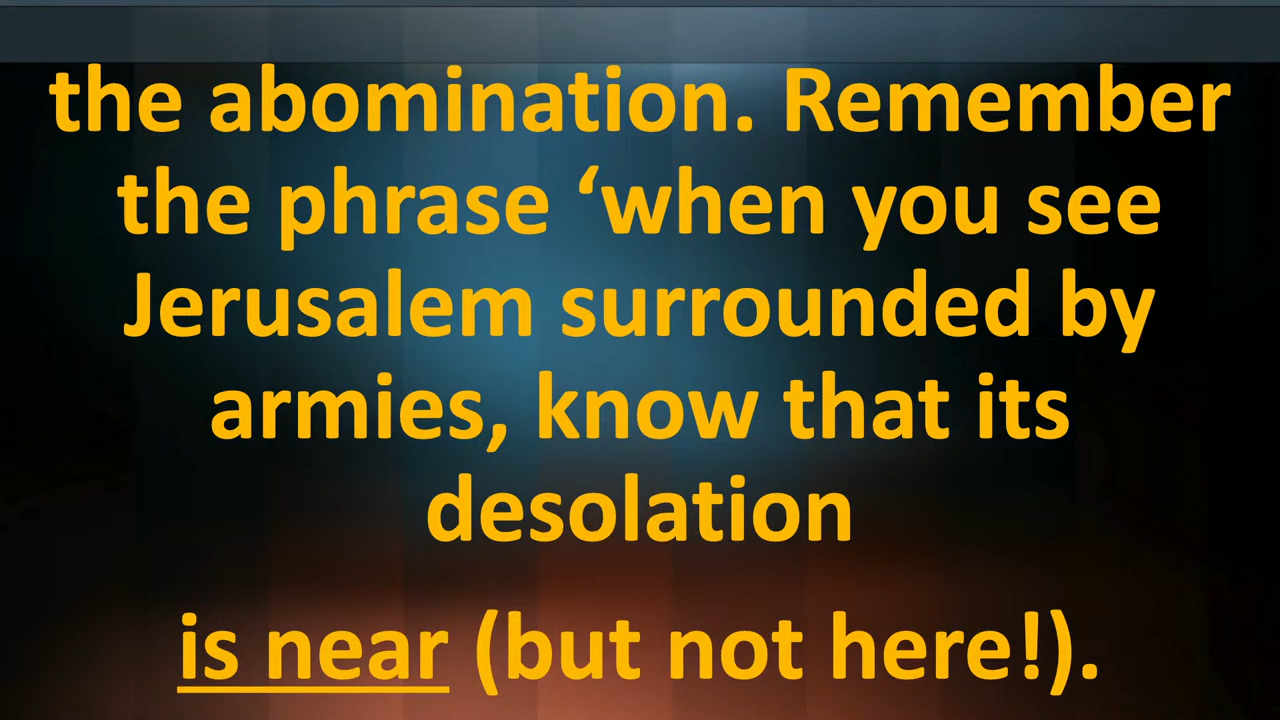 the abomination. Remember
the phrase ‘when you see
Jerusalem surrounded by
armies, know that its
desolation
is near (but not here!).